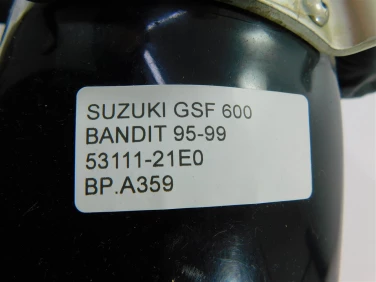 SUZUKI GSF 600
BANDIT 95-99
53111-21E0
BP.A359